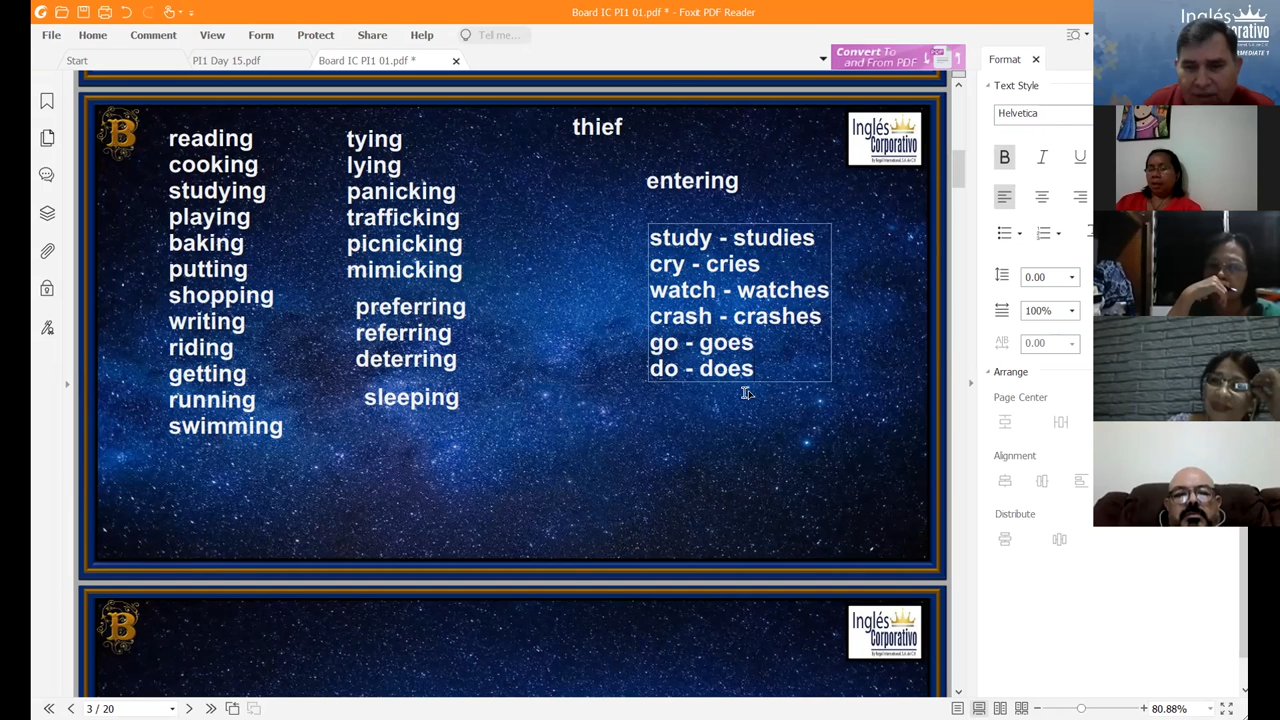 Board IC PI1 01.pdf * - Foxit PDF Reader
File Home Comment View Form Protect Share Help Tell me...
Start PI1 Day 15.pdf Board IC PI1 01.pdf *
Convert To
and From PDF
reading
cooking
studying
playing
baking
putting
shopping
writing
riding
getting
running
swimming
tying
lying
panicking
trafficking
picnicking
mimicking
preferring
referring
deterring
sleeping
thief
entering
study - studies
cry - cries
watch - watches
crash - crashes
go - goes
do - does
B
Inglés
Corporativo
B
Inglés
Corporativo
Format
Text Style
Helvetica
B I U
0.00
100%
0.00
Arrange
Page Center
Alignment
Distribute
Inglés
Corporativo
3 / 20
80.88%